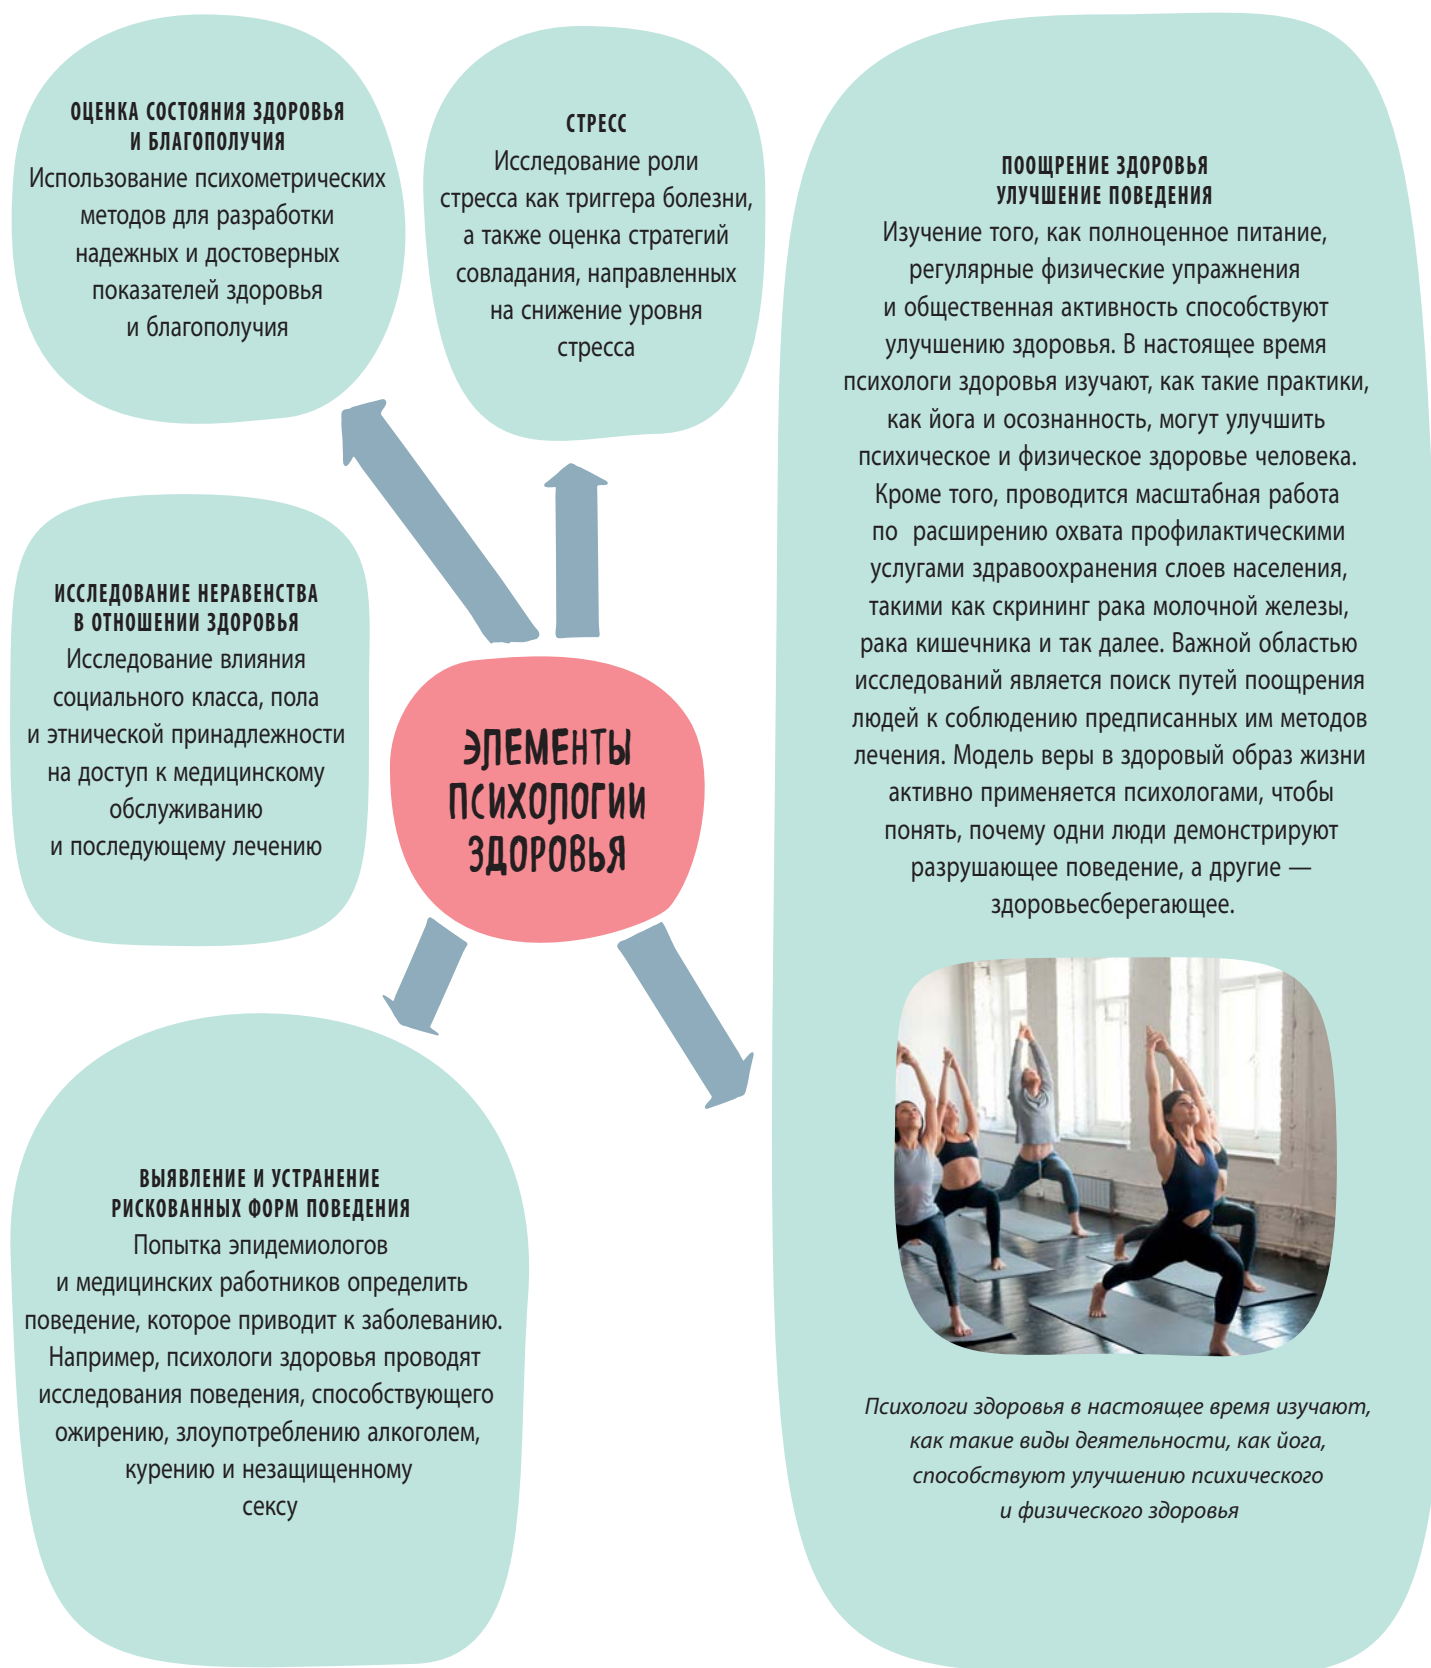 ОЦЕНКА СОСТОЯНИЯ ЗДОРОВЬЯ
И БЛАГОПОЛУЧИЯ
Использование психометрических
методов для разработки
надежных и достоверных
показателей здоровья
и благополучия
СТРЕСС
Исследование роли
стресса как триггера болезни,
а также оценка стратегий
совладания, направленных
на снижение уровня
стресса
ИССЛЕДОВАНИЕ НЕРАВЕНСТВА
В ОТНОШЕНИИ ЗДОРОВЬЯ
Исследование влияния
социального класса, пола
и этнической принадлежности
на доступ к медицинскому
обслуживанию
и последующему лечению
ЭЛЕМЕНТЫ
ПСИХОЛОГИИ
ЗДОРОВЬЯ
ВЫЯВЛЕНИЕ И УСТРАНЕНИЕ
РИСКОВАННЫХ ФОРМ ПОВЕДЕНИЯ
Попытка эпидемиологов
и медицинских работников определить
поведение, которое приводит к заболеванию.
Например, психологи здоровья проводят
исследования поведения, способствующего
ожирению, злоупотреблению алкоголем,
курению и незащищенному
сексу
ПООЩРЕНИЕ ЗДОРОВЬЯ
УЛУЧШЕНИЕ ПОВЕДЕНИЯ
Изучение того, как полноценное питание,
регулярные физические упражнения
и общественная активность способствуют
улучшению здоровья. В настоящее время
психологи здоровья изучают, как такие практики,
как йога и осознанность, могут улучшить
психическое и физическое здоровье человека.
Кроме того, проводится масштабная работа
по расширению охвата профилактическими
услугами здравоохранения слоев населения,
такими как скрининг рака молочной железы,
рака кишечника и так далее. Важной областью
исследований является поиск путей поощрения
людей к соблюдению предписанных им методов
лечения. Модель веры в здоровый образ жизни
активно применяется психологами, чтобы
понять, почему одни люди демонстрируют
разрушающее поведение, а другие —
здоровьесберегающее.
Психологи здоровья в настоящее время изучают,
как такие виды деятельности, как йога,
способствуют улучшению психического
и физического здоровья